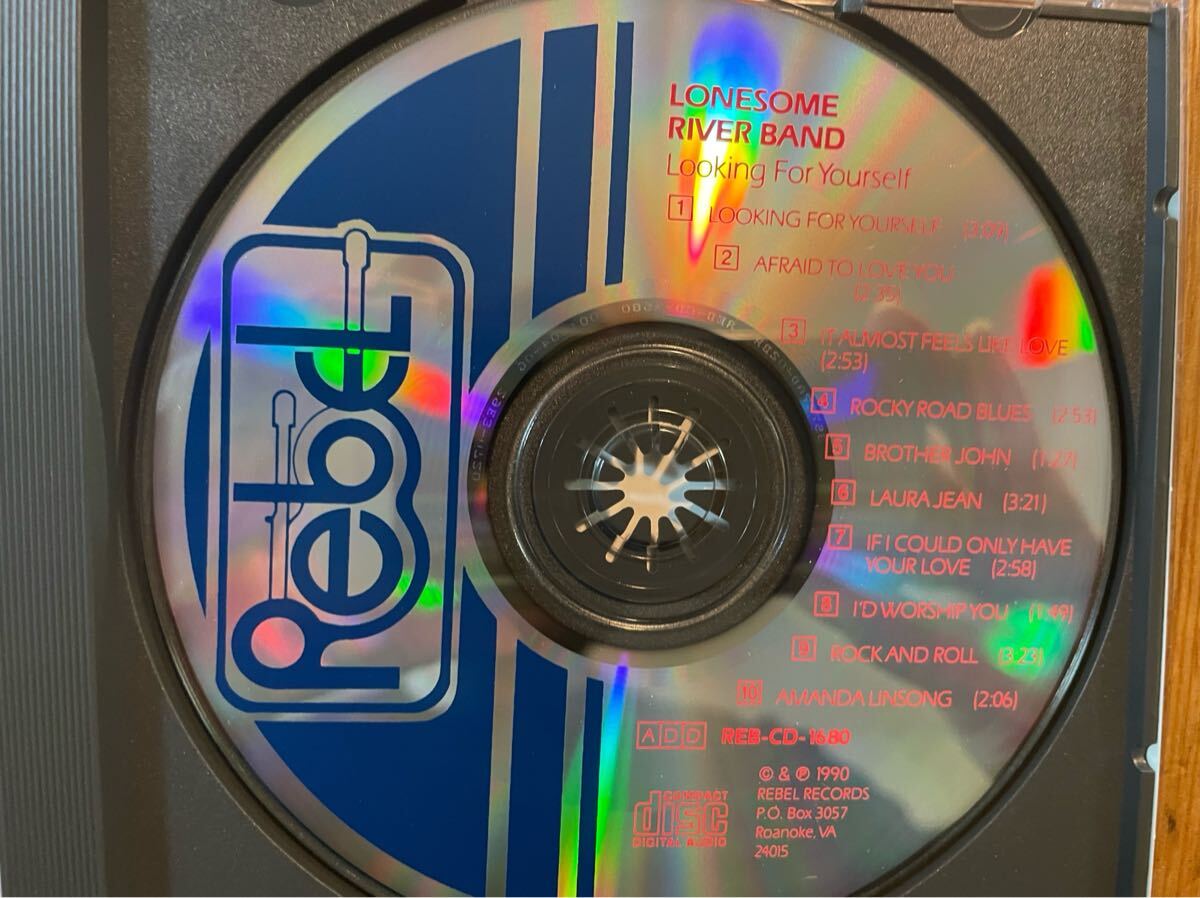 LONESOME
RIVER BAND
Looking For Yourself
1 LOOKING FOR YOURSELF (3:09)
2 AFRAID TO LOVE YOU
(2:35)
3 IT ALMOST FEELS LIKE LOVE
(2:53)
4 ROCKY ROAD BLUES (2:53)
5 BROTHER JOHN (1:27)
6 LAURA JEAN (3:21)
7 IF I COULD ONLY HAVE
YOUR LOVE (2:58)
8 I'D WORSHIP YOU (1:49)
9 ROCK AND ROLL (3:23)
10 AMANDA LINSONG (2:06)
ADD REB-CD-1680
© & ℗ 1990
REBEL RECORDS
P.O. Box 3057
Roanoke, VA
24015
COMPACT
disc
DIGITAL AUDIO
Rebel